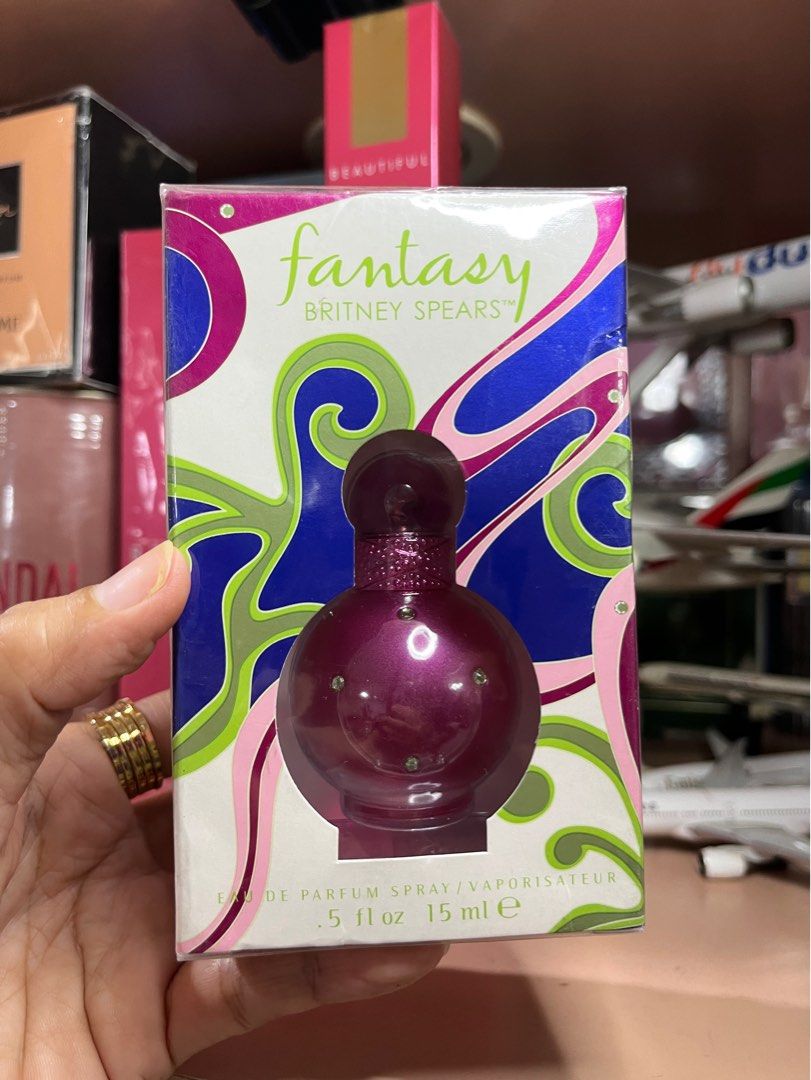 BEAUTIFUL
fantasy
BRITNEY SPEARS™
EAU DE PARFUM SPRAY/VAPORISATEUR
.5 fl oz 15 ml ℮